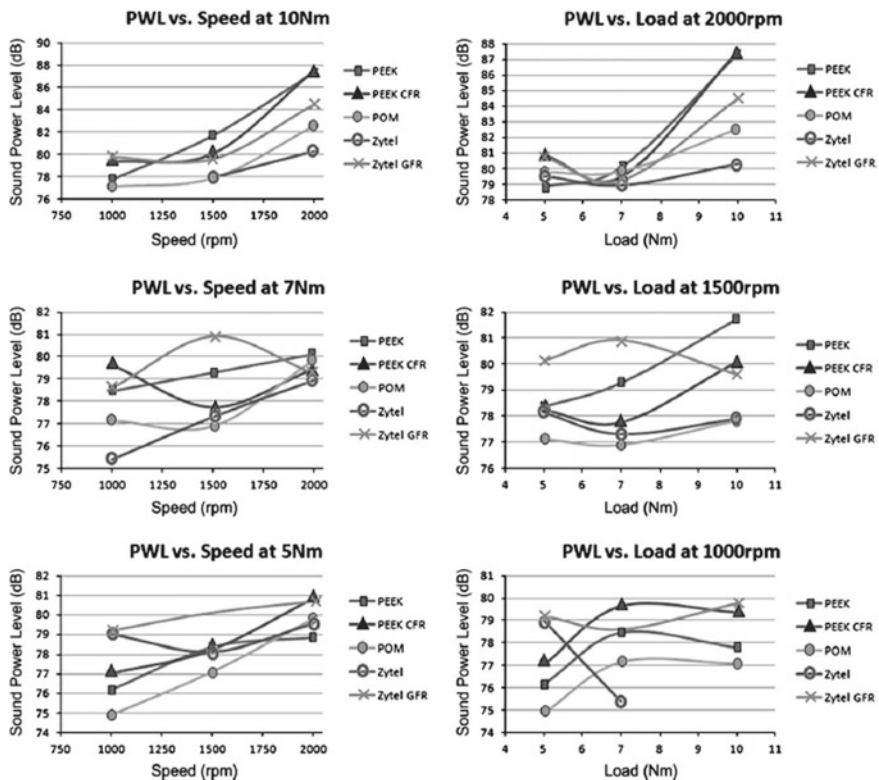 PWL vs. Speed at 10Nm
Sound Power Level (dB)
90
88
86
84
82
80
78
76
750 1000 1250 1500 1750 2000
Speed (rpm)
PEEK
PEEK CFR
POM
Zytel
Zytel GFR
PWL vs. Load at 2000rpm
Sound Power Level (dB)
88
87
86
85
84
83
82
81
80
79
78
4 5 6 7 8 9 10 11
Load (Nm)
PEEK
PEEK CFR
POM
Zytel
Zytel GFR
PWL vs. Speed at 7Nm
Sound Power Level (dB)
82
81
80
79
78
77
76
75
750 1000 1250 1500 1750 2000
Speed (rpm)
PEEK
PEEK CFR
POM
Zytel
Zytel GFR
PWL vs. Load at 1500rpm
Sound Power Level (dB)
82
81
80
79
78
77
76
4 5 6 7 8 9 10 11
Load (Nm)
PEEK
PEEK CFR
POM
Zytel
Zytel GFR
PWL vs. Speed at 5Nm
Sound Power Level (dB)
82
81
80
79
78
77
76
75
74
750 1000 1250 1500 1750 2000
Speed (rpm)
PEEK
PEEK CFR
POM
Zytel
Zytel GFR
PWL vs. Load at 1000rpm
Sound Power Level (dB)
81
80
79
78
77
76
75
74
4 5 6 7 8 9 10 11
Load (Nm)
PEEK
PEEK CFR
POM
Zytel
Zytel GFR